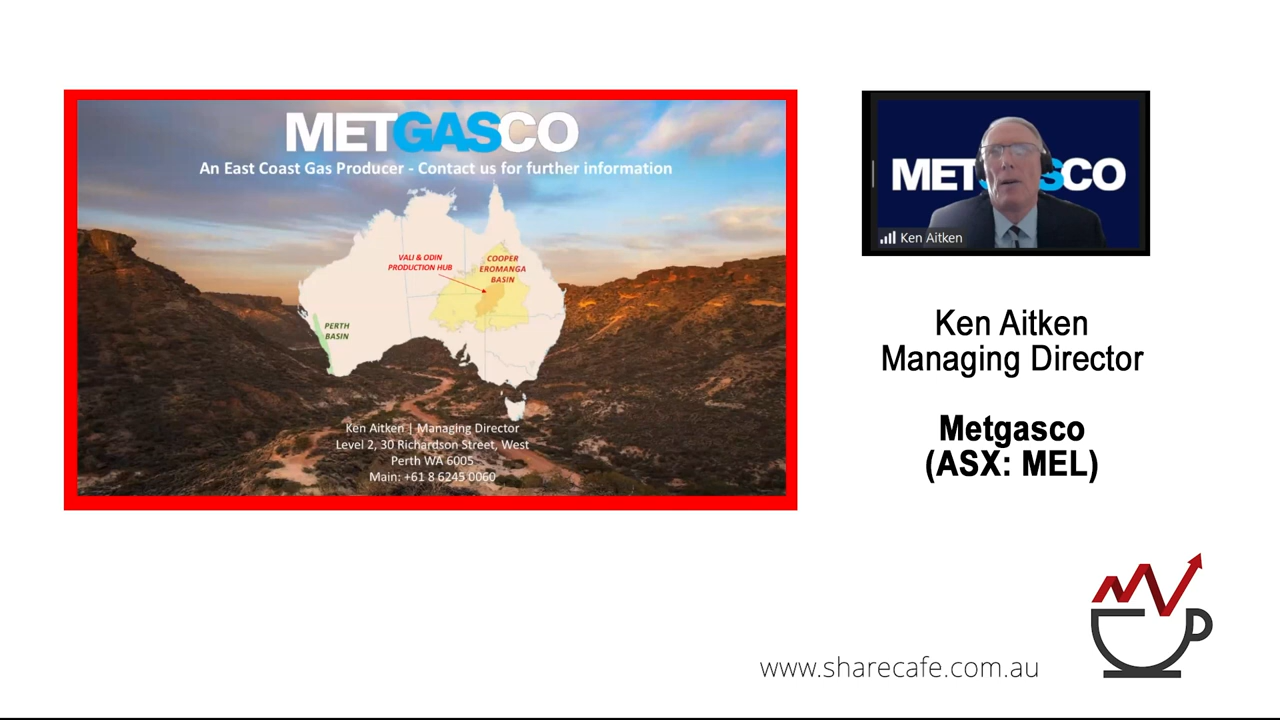 METGASCO
An East Coast Gas Producer - Contact us for further information
VALI & ODIN
PRODUCTION HUB
COOPER
EROMANGA
BASIN
PERTH
BASIN
Ken Aitken | Managing Director
Level 2, 30 Richardson Street, West
Perth WA 6005
Main: +61 8 6245 0060
MET SCO
Ken Aitken
Ken Aitken
Managing Director
Metgasco
(ASX: MEL)
www.sharecafe.com.au